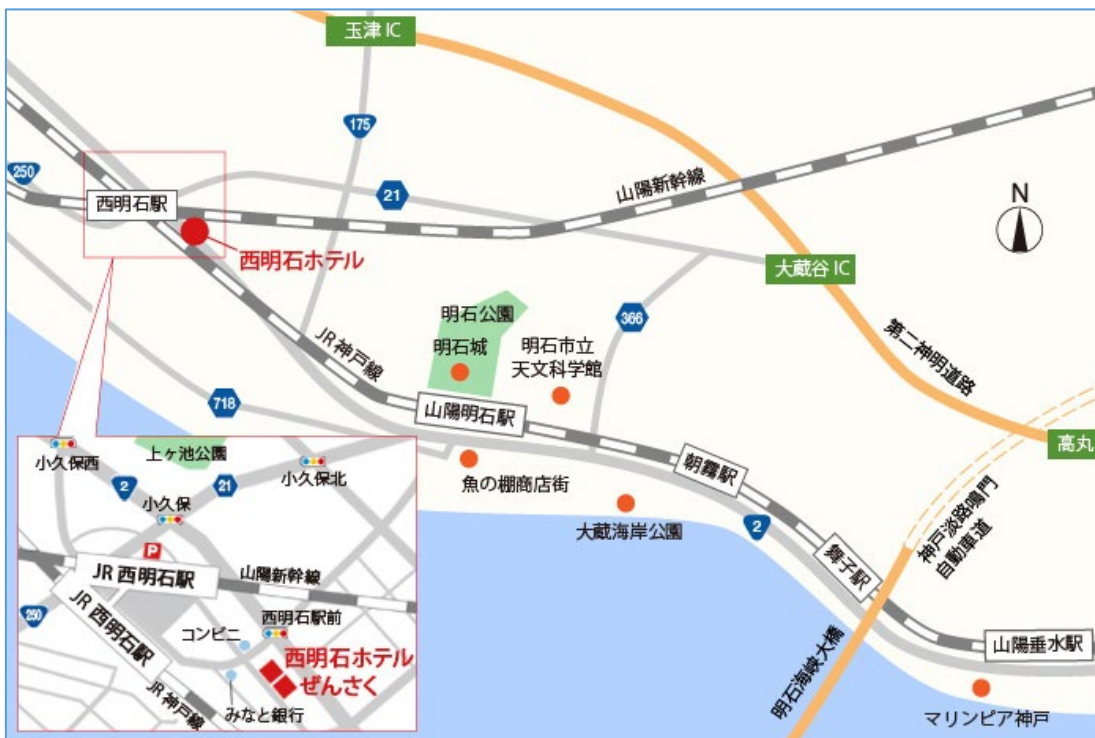 玉津 IC
175
250
21
山陽新幹線
N
西明石駅
西明石ホテル
大蔵谷 IC
明石公園
明石城
明石市立
天文科学館
366
JR 神戸線
第二神明道路
718
山陽明石駅
高丸
朝霧駅
魚の棚商店街
大蔵海岸公園
2
舞子駅
神戸淡路鳴門
自動車道
明石海峡大橋
山陽垂水駅
マリンピア神戸
小久保西
上ヶ池公園
小久保北
2
21
小久保
P
JR 西明石駅
山陽新幹線
JR 西明石駅
250
西明石駅前
コンビニ
西明石ホテル
ぜんさく
みなと銀行
JR 神戸線